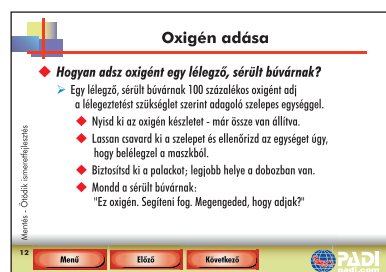 Oxigén adása
Hogyan adsz oxigént egy lélegző, sérült búvárnak?
Egy lélegző, sérült búvárnak 100 százalékos oxigént adj
a lélegeztetést szükséglet szerint adagoló szelepes egységgel.
Nyisd ki az oxigén készletet - már össze van állítva.
Lassan csavard ki a szelepet és ellenőrizd az egységet úgy,
hogy belélegzel a maszkból.
Biztosítsd ki a palackot; legjobb helye a dobozban van.
Mondd a sérült búvárnak:
"Ez oxigén. Segíteni fog. Megengeded, hogy adjak?"
Mentés - Ötödik ismeretfejlesztés
12
Menű
Előző
Következő
PADI
padi.com